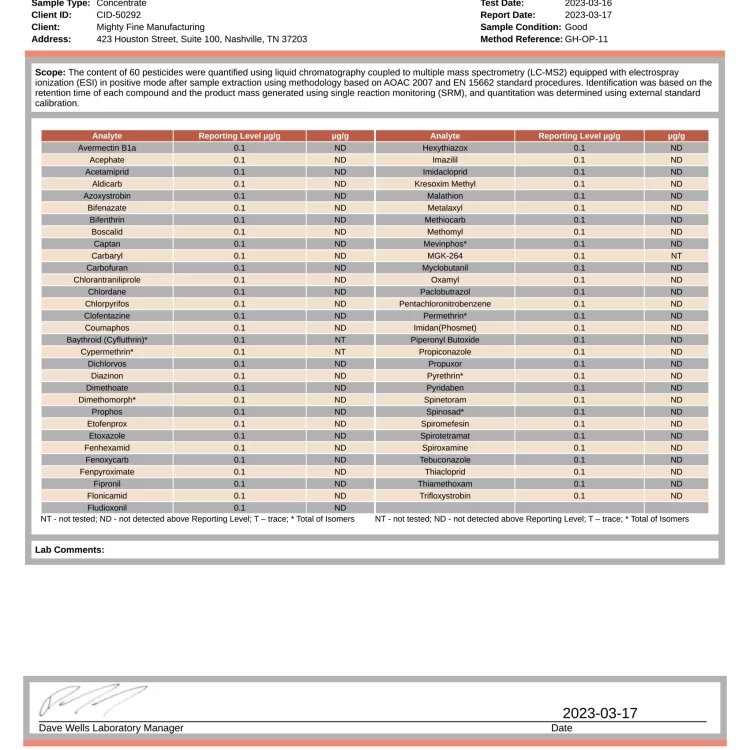 Sample Type: Concentrate Test Date: 2023-03-16
Client ID: CID-50292 Report Date: 2023-03-17
Client: Mighty Fine Manufacturing Sample Condition: Good
Address: 423 Houston Street, Suite 100, Nashville, TN 37203 Method Reference: GH-OP-11
Scope: The content of 60 pesticides were quantified using liquid chromatography coupled to multiple mass spectrometry (LC-MS2) equipped with electrospray
ionization (ESI) in positive mode after sample extraction using methodology based on AOAC 2007 and EN 15662 standard procedures. Identification was based on the
retention time of each compound and the product mass generated using single reaction monitoring (SRM), and quantitation was determined using external standard
calibration.
Analyte Reporting Level µg/g µg/g Analyte Reporting Level µg/g µg/g
Avermectin B1a 0.1 ND Hexythiazox 0.1 ND
Acephate 0.1 ND Imazilil 0.1 ND
Acetamiprid 0.1 ND Imidacloprid 0.1 ND
Aldicarb 0.1 ND Kresoxim Methyl 0.1 ND
Azoxystrobin 0.1 ND Malathion 0.1 ND
Bifenazate 0.1 ND Metalaxyl 0.1 ND
Bifenthrin 0.1 ND Methiocarb 0.1 ND
Boscalid 0.1 ND Methomyl 0.1 ND
Captan 0.1 ND Mevinphos* 0.1 ND
Carbaryl 0.1 ND MGK-264 0.1 NT
Carbofuran 0.1 ND Myclobutanil 0.1 ND
Chlorantraniliprole 0.1 ND Oxamyl 0.1 ND
Chlordane 0.1 ND Paclobutrazol 0.1 ND
Chlorpyrifos 0.1 ND Pentachloronitrobenzene 0.1 ND
Clofentazine 0.1 ND Permethrin* 0.1 ND
Coumaphos 0.1 ND Imidan(Phosmet) 0.1 ND
Baythroid (Cyfluthrin)* 0.1 NT Piperonyl Butoxide 0.1 ND
Cypermethrin* 0.1 NT Propiconazole 0.1 ND
Dichlorvos 0.1 ND Propuxor 0.1 ND
Diazinon 0.1 ND Pyrethrin* 0.1 ND
Dimethoate 0.1 ND Pyridaben 0.1 ND
Dimethomorph* 0.1 ND Spinetoram 0.1 ND
Prophos 0.1 ND Spinosad* 0.1 ND
Etofenprox 0.1 ND Spiromefesin 0.1 ND
Etoxazole 0.1 ND Spirotetramat 0.1 ND
Fenhexamid 0.1 ND Spiroxamine 0.1 ND
Fenoxycarb 0.1 ND Tebuconazole 0.1 ND
Fenpyroximate 0.1 ND Thiacloprid 0.1 ND
Fipronil 0.1 ND Thiamethoxam 0.1 ND
Flonicamid 0.1 ND Trifloxystrobin 0.1 ND
Fludioxonil 0.1 ND
NT - not tested; ND - not detected above Reporting Level; T – trace; * Total of Isomers NT - not tested; ND - not detected above Reporting Level; T – trace; * Total of Isomers
Lab Comments:
2023-03-17
Dave Wells Laboratory Manager Date